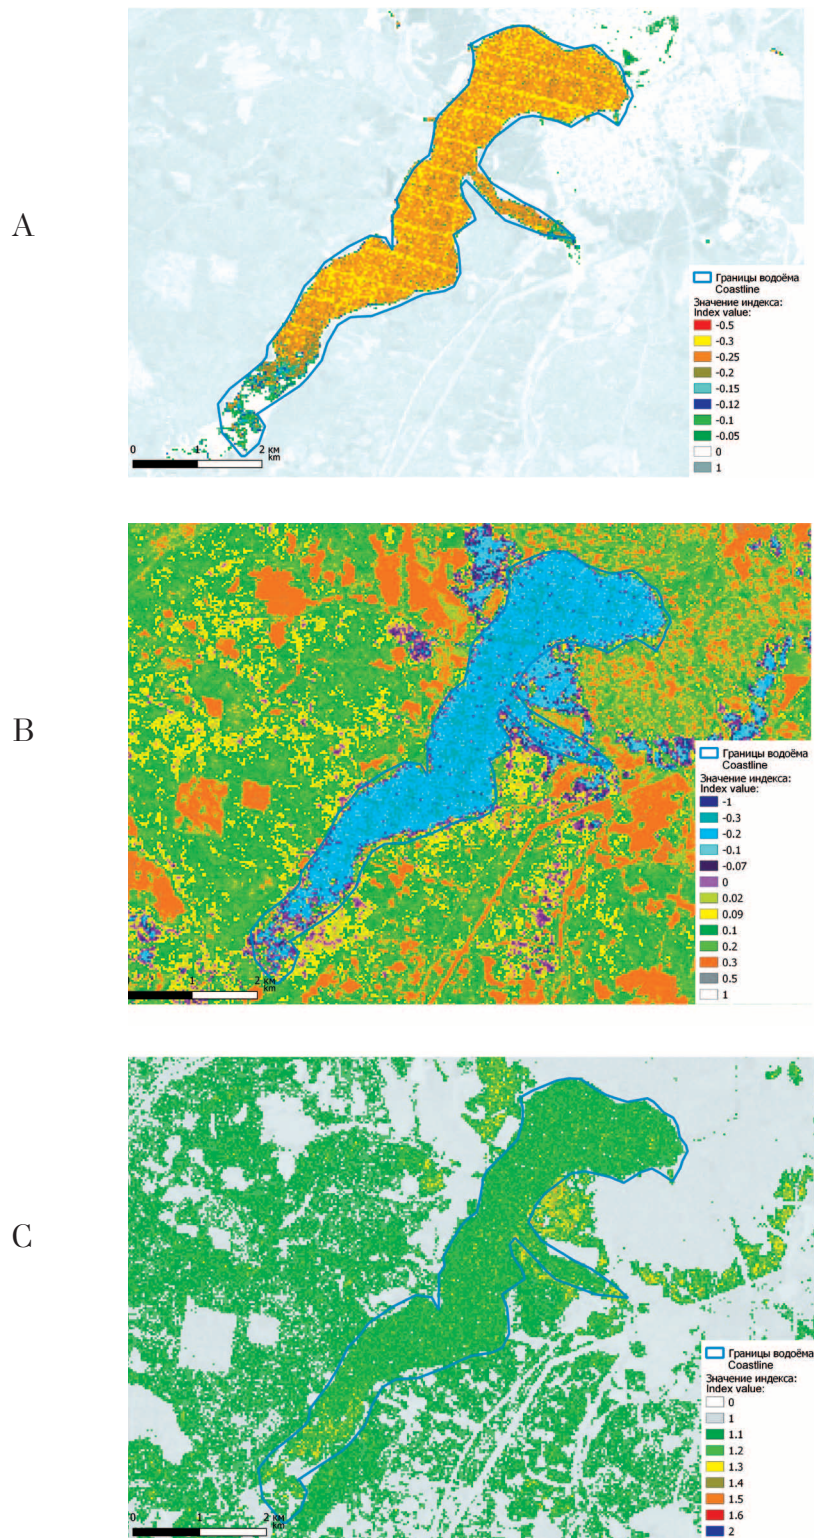 A
Границы водоёма
Coastline
Значение индекса:
Index value:
-0.5
-0.3
-0.25
-0.2
-0.15
-0.12
-0.1
-0.05
0
1
0 1 2 км
km
B
Границы водоёма
Coastline
Значение индекса:
Index value:
-1
-0.3
-0.2
-0.1
-0.07
0
0.02
0.09
0.1
0.2
0.3
0.5
1
1 2 км
km
C
Границы водоёма
Coastline
Значение индекса:
Index value:
0
1
1.1
1.2
1.3
1.4
1.5
1.6
2
0 1 2 км
km